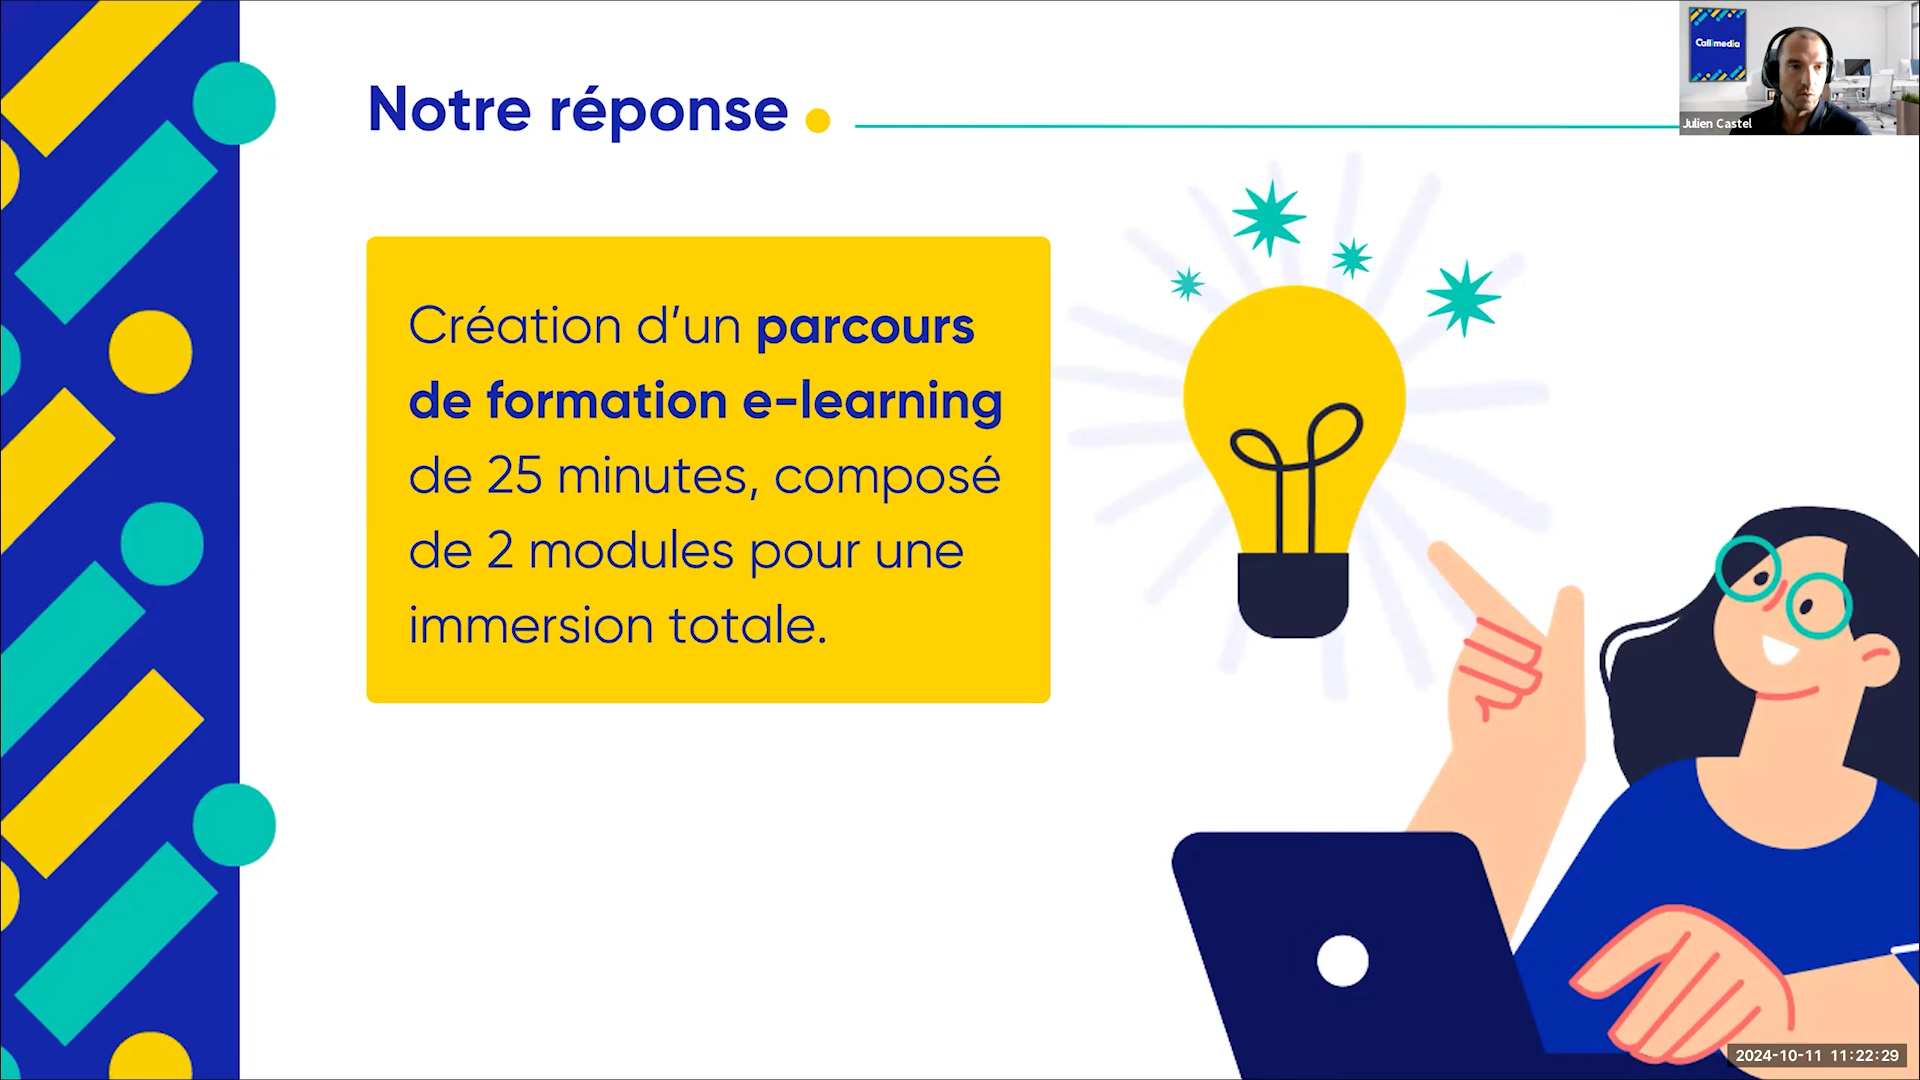 Notre réponse
Callimedia
Julien Castel
Création d’un parcours
de formation e-learning
de 25 minutes, composé
de 2 modules pour une
immersion totale.
2024-10-11 11:22:29